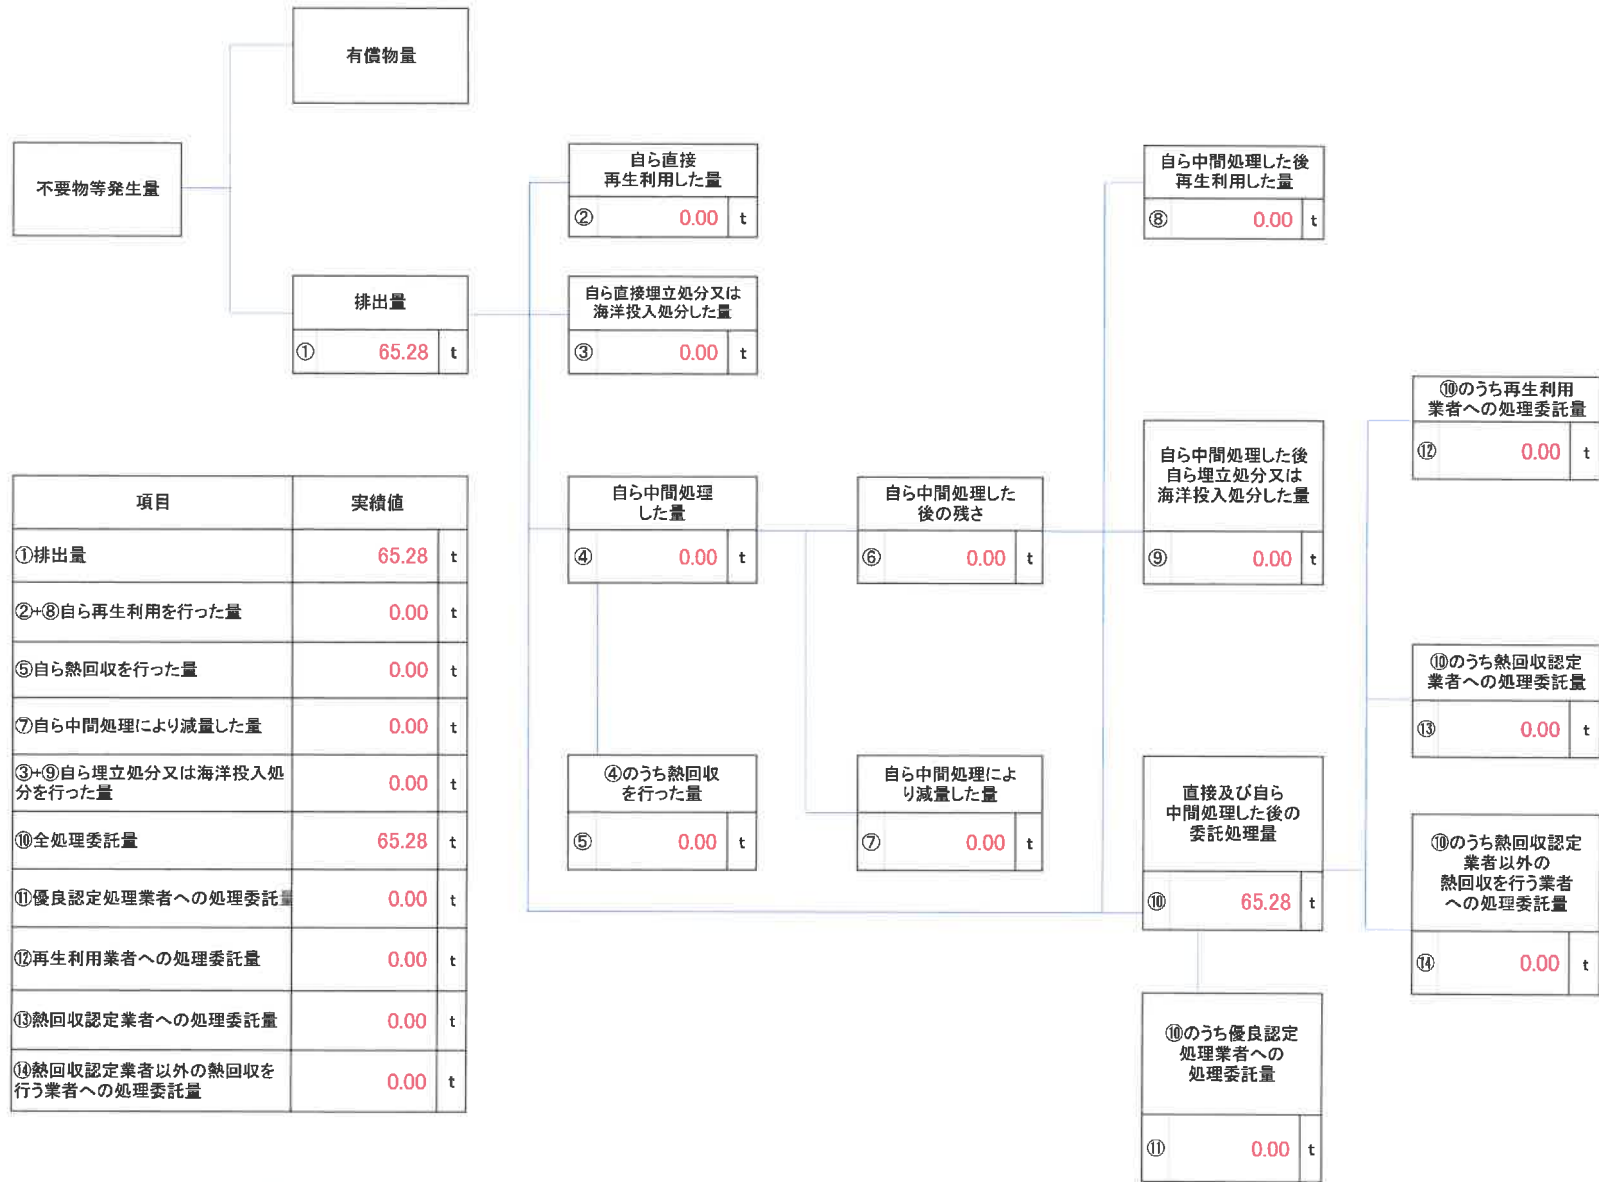 有償物量
不要物等発生量
自ら直接
再生利用した量
② 0.00 t
自ら中間処理した後
再生利用した量
⑧ 0.00 t
排出量
① 65.28 t
自ら直接埋立処分又は
海洋投入処分した量
③ 0.00 t
⑩のうち再生利用
業者への処理委託量
⑫ 0.00 t
自ら中間処理
した量
④ 0.00 t
自ら中間処理した
後の残さ
⑥ 0.00 t
自ら中間処理した後
自ら埋立処分又は
海洋投入処分した量
⑨ 0.00 t
⑩のうち熱回収認定
業者への処理委託量
⑬ 0.00 t
④のうち熱回収
を行った量
⑤ 0.00 t
自ら中間処理によ
り減量した量
⑦ 0.00 t
直接及び自ら
中間処理した後の
委託処理量
⑩ 65.28 t
⑩のうち熱回収認定
業者以外の
熱回収を行う業者
への処理委託量
⑭ 0.00 t
⑩のうち優良認定
処理業者への
処理委託量
⑪ 0.00 t
項目 実績値
①排出量 65.28 t
②+⑧自ら再生利用を行った量 0.00 t
⑤自ら熱回収を行った量 0.00 t
⑦自ら中間処理により減量した量 0.00 t
③+⑨自ら埋立処分又は海洋投入処
分を行った量 0.00 t
⑩全処理委託量 65.28 t
⑪優良認定処理業者への処理委託量 0.00 t
⑫再生利用業者への処理委託量 0.00 t
⑬熱回収認定業者への処理委託量 0.00 t
⑭熱回収認定業者以外の熱回収を
行う業者への処理委託量 0.00 t